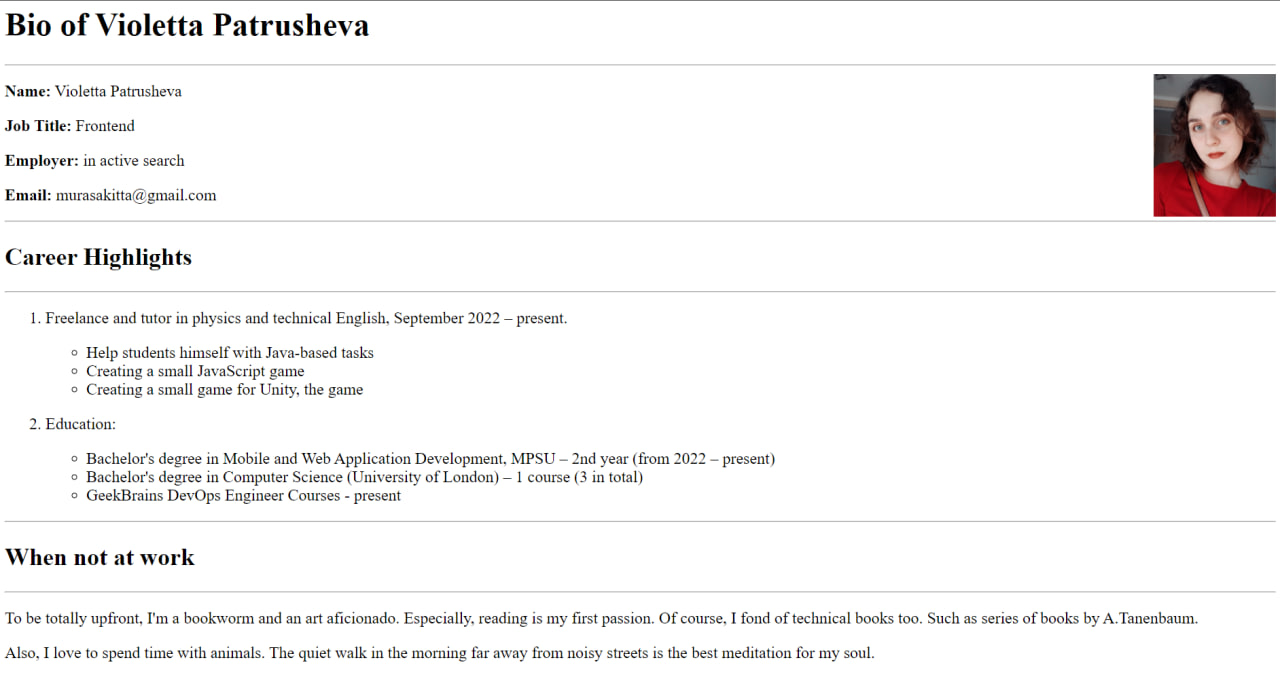 Bio of Violetta Patrusheva
Name: Violetta Patrusheva
Job Title: Frontend
Employer: in active search
Email: murasakitta@gmail.com
Career Highlights
1. Freelance and tutor in physics and technical English, September 2022 – present.
Help students himself with Java-based tasks
Creating a small JavaScript game
Creating a small game for Unity, the game
2. Education:
Bachelor's degree in Mobile and Web Application Development, MPSU – 2nd year (from 2022 – present)
Bachelor's degree in Computer Science (University of London) – 1 course (3 in total)
GeekBrains DevOps Engineer Courses - present
When not at work
To be totally upfront, I'm a bookworm and an art aficionado. Especially, reading is my first passion. Of course, I fond of technical books too. Such as series of books by A.Tanenbaum.
Also, I love to spend time with animals. The quiet walk in the morning far away from noisy streets is the best meditation for my soul.